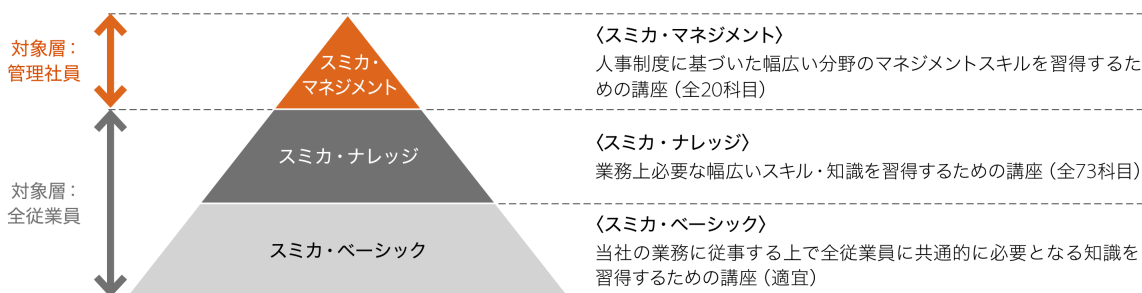 対象層：
管理社員
スミカ・
マネジメント
〈スミカ・マネジメント〉
人事制度に基づいた幅広い分野のマネジメントスキルを習得するた
めの講座（全20科目）
対象層：
全従業員
スミカ・ナレッジ
〈スミカ・ナレッジ〉
業務上必要な幅広いスキル・知識を習得するための講座（全73科目）
スミカ・ベーシック
〈スミカ・ベーシック〉
当社の業務に従事する上で全従業員に共通的に必要となる知識を
習得するための講座（適宜）